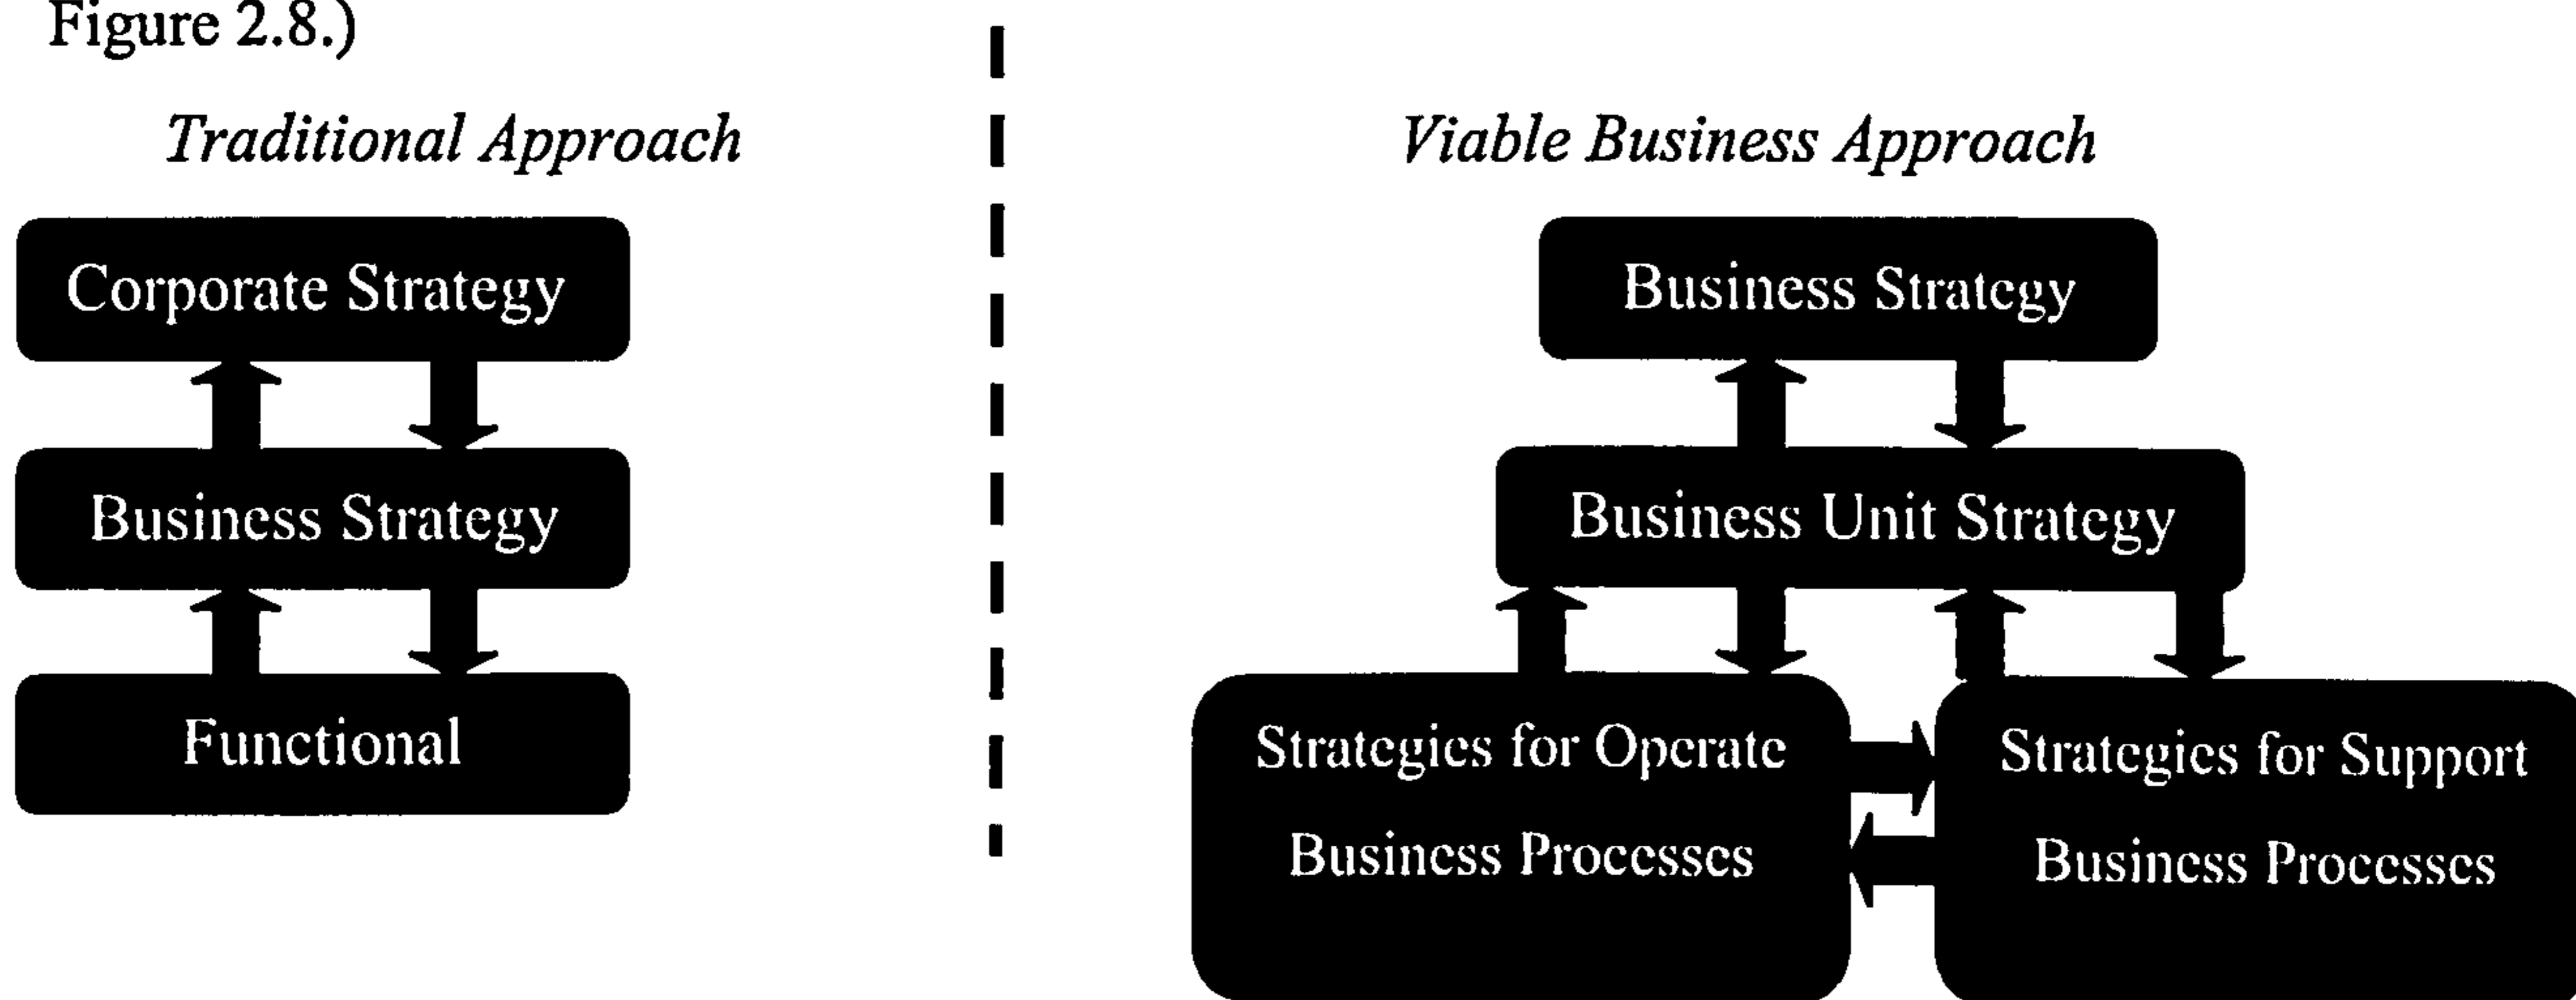 Figure 2.8.)
Traditional Approach
Corporate Strategy
Business Strategy
Functional
Viable Business Approach
Business Strategy
Business Unit Strategy
Strategies for Operate
Business Processes
Strategies for Support
Business Processes